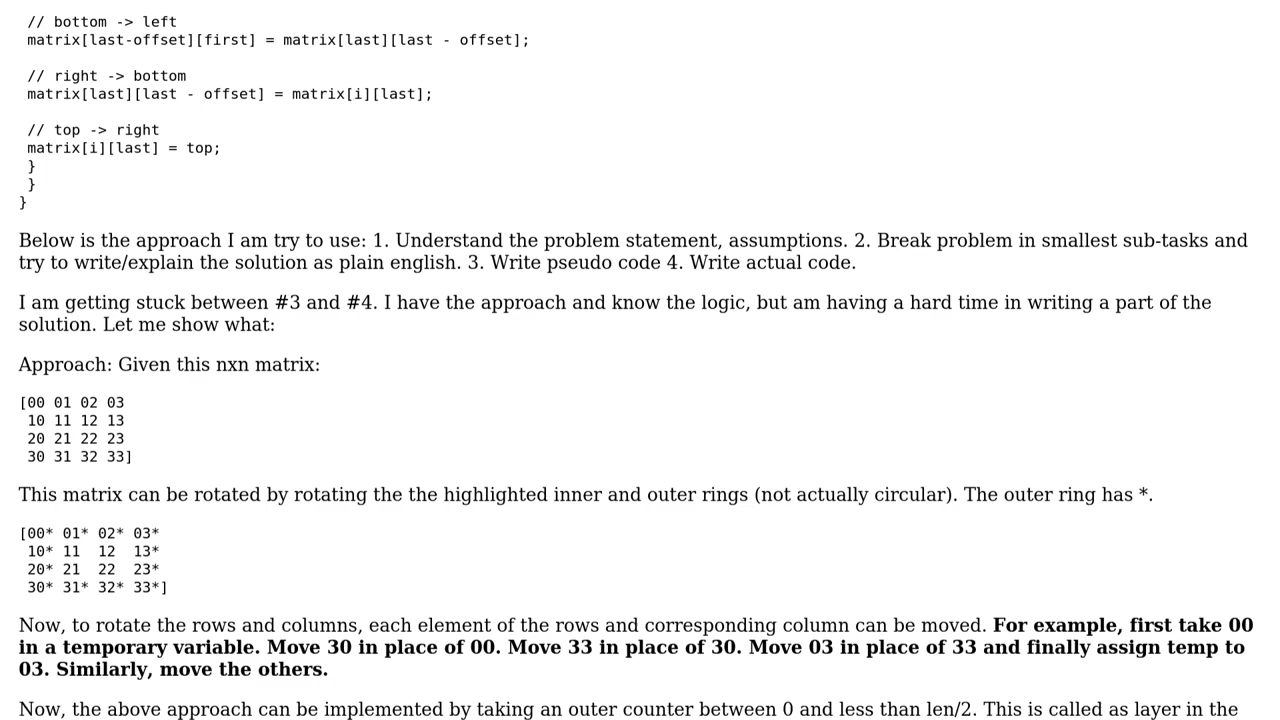 // bottom -> left
matrix[last-offset][first] = matrix[last][last - offset];
// right -> bottom
matrix[last][last - offset] = matrix[i][last];
// top -> right
matrix[i][last] = top;
}
}
}
Below is the approach I am try to use: 1. Understand the problem statement, assumptions. 2. Break problem in smallest sub-tasks and
try to write/explain the solution as plain english. 3. Write pseudo code 4. Write actual code.
I am getting stuck between #3 and #4. I have the approach and know the logic, but am having a hard time in writing a part of the
solution. Let me show what:
Approach: Given this nxn matrix:
[00 01 02 03
10 11 12 13
20 21 22 23
30 31 32 33]
This matrix can be rotated by rotating the the highlighted inner and outer rings (not actually circular). The outer ring has *.
[00* 01* 02* 03*
10* 11  12  13*
20* 21  22  23*
30* 31* 32* 33*]
Now, to rotate the rows and columns, each element of the rows and corresponding column can be moved. For example, first take 00
in a temporary variable. Move 30 in place of 00. Move 33 in place of 30. Move 03 in place of 33 and finally assign temp to
03. Similarly, move the others.
Now, the above approach can be implemented by taking an outer counter between 0 and less than len/2. This is called as layer in the